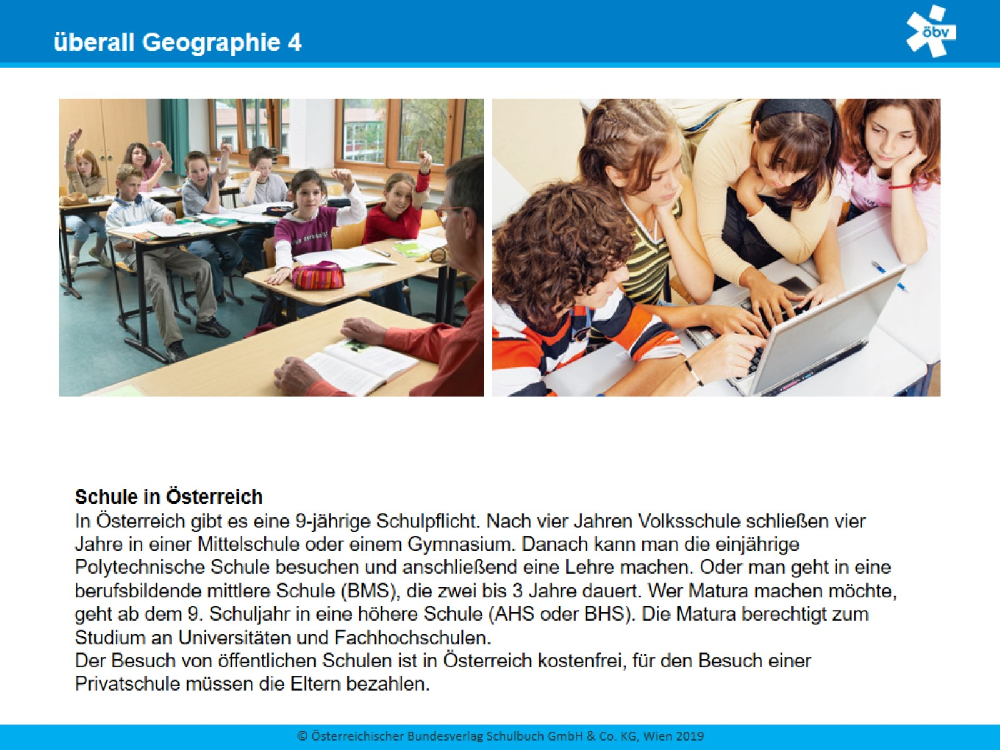 überall Geographie 4
öbv
Schule in Österreich
In Österreich gibt es eine 9-jährige Schulpflicht. Nach vier Jahren Volksschule schließen vier
Jahre in einer Mittelschule oder einem Gymnasium. Danach kann man die einjährige
Polytechnische Schule besuchen und anschließend eine Lehre machen. Oder man geht in eine
berufsbildende mittlere Schule (BMS), die zwei bis 3 Jahre dauert. Wer Matura machen möchte,
geht ab dem 9. Schuljahr in eine höhere Schule (AHS oder BHS). Die Matura berechtigt zum
Studium an Universitäten und Fachhochschulen.
Der Besuch von öffentlichen Schulen ist in Österreich kostenfrei, für den Besuch einer
Privatschule müssen die Eltern bezahlen.
© Österreichischer Bundesverlag Schulbuch GmbH & Co. KG, Wien 2019